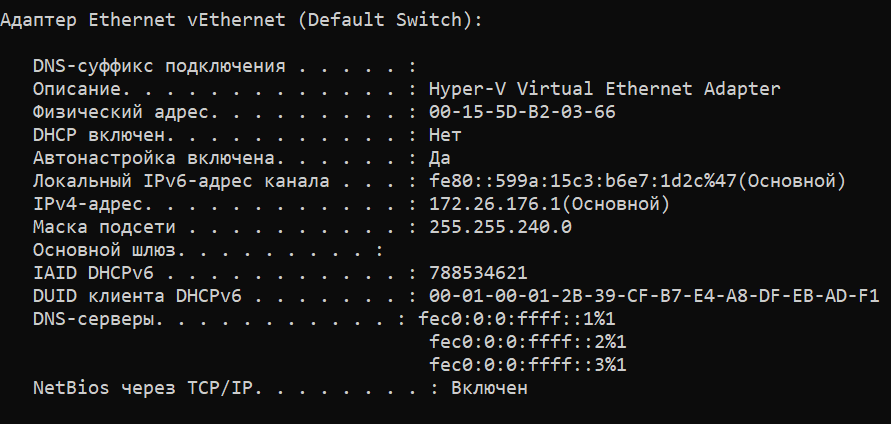 Адаптер Ethernet vEthernet (Default Switch):
DNS-суффикс подключения . . . . . :
Описание. . . . . . . . . . . . . : Hyper-V Virtual Ethernet Adapter
Физический адрес. . . . . . . . . : 00-15-5D-B2-03-66
DHCP включен. . . . . . . . . . . : Нет
Автонастройка включена. . . . . . : Да
Локальный IPv6-адрес канала . . . : fe80::599a:15c3:b6e7:1d2c%47(Основной)
IPv4-адрес. . . . . . . . . . . . : 172.26.176.1(Основной)
Маска подсети . . . . . . . . . . : 255.255.240.0
Основной шлюз. . . . . . . . . :
IAID DHCPv6 . . . . . . . . . . . : 788534621
DUID клиента DHCPv6 . . . . . . . : 00-01-00-01-2B-39-CF-B7-E4-A8-DF-EB-AD-F1
DNS-серверы. . . . . . . . . . . : fec0:0:0:ffff::1%1
fec0:0:0:ffff::2%1
fec0:0:0:ffff::3%1
NetBios через TCP/IP. . . . . . . . : Включен